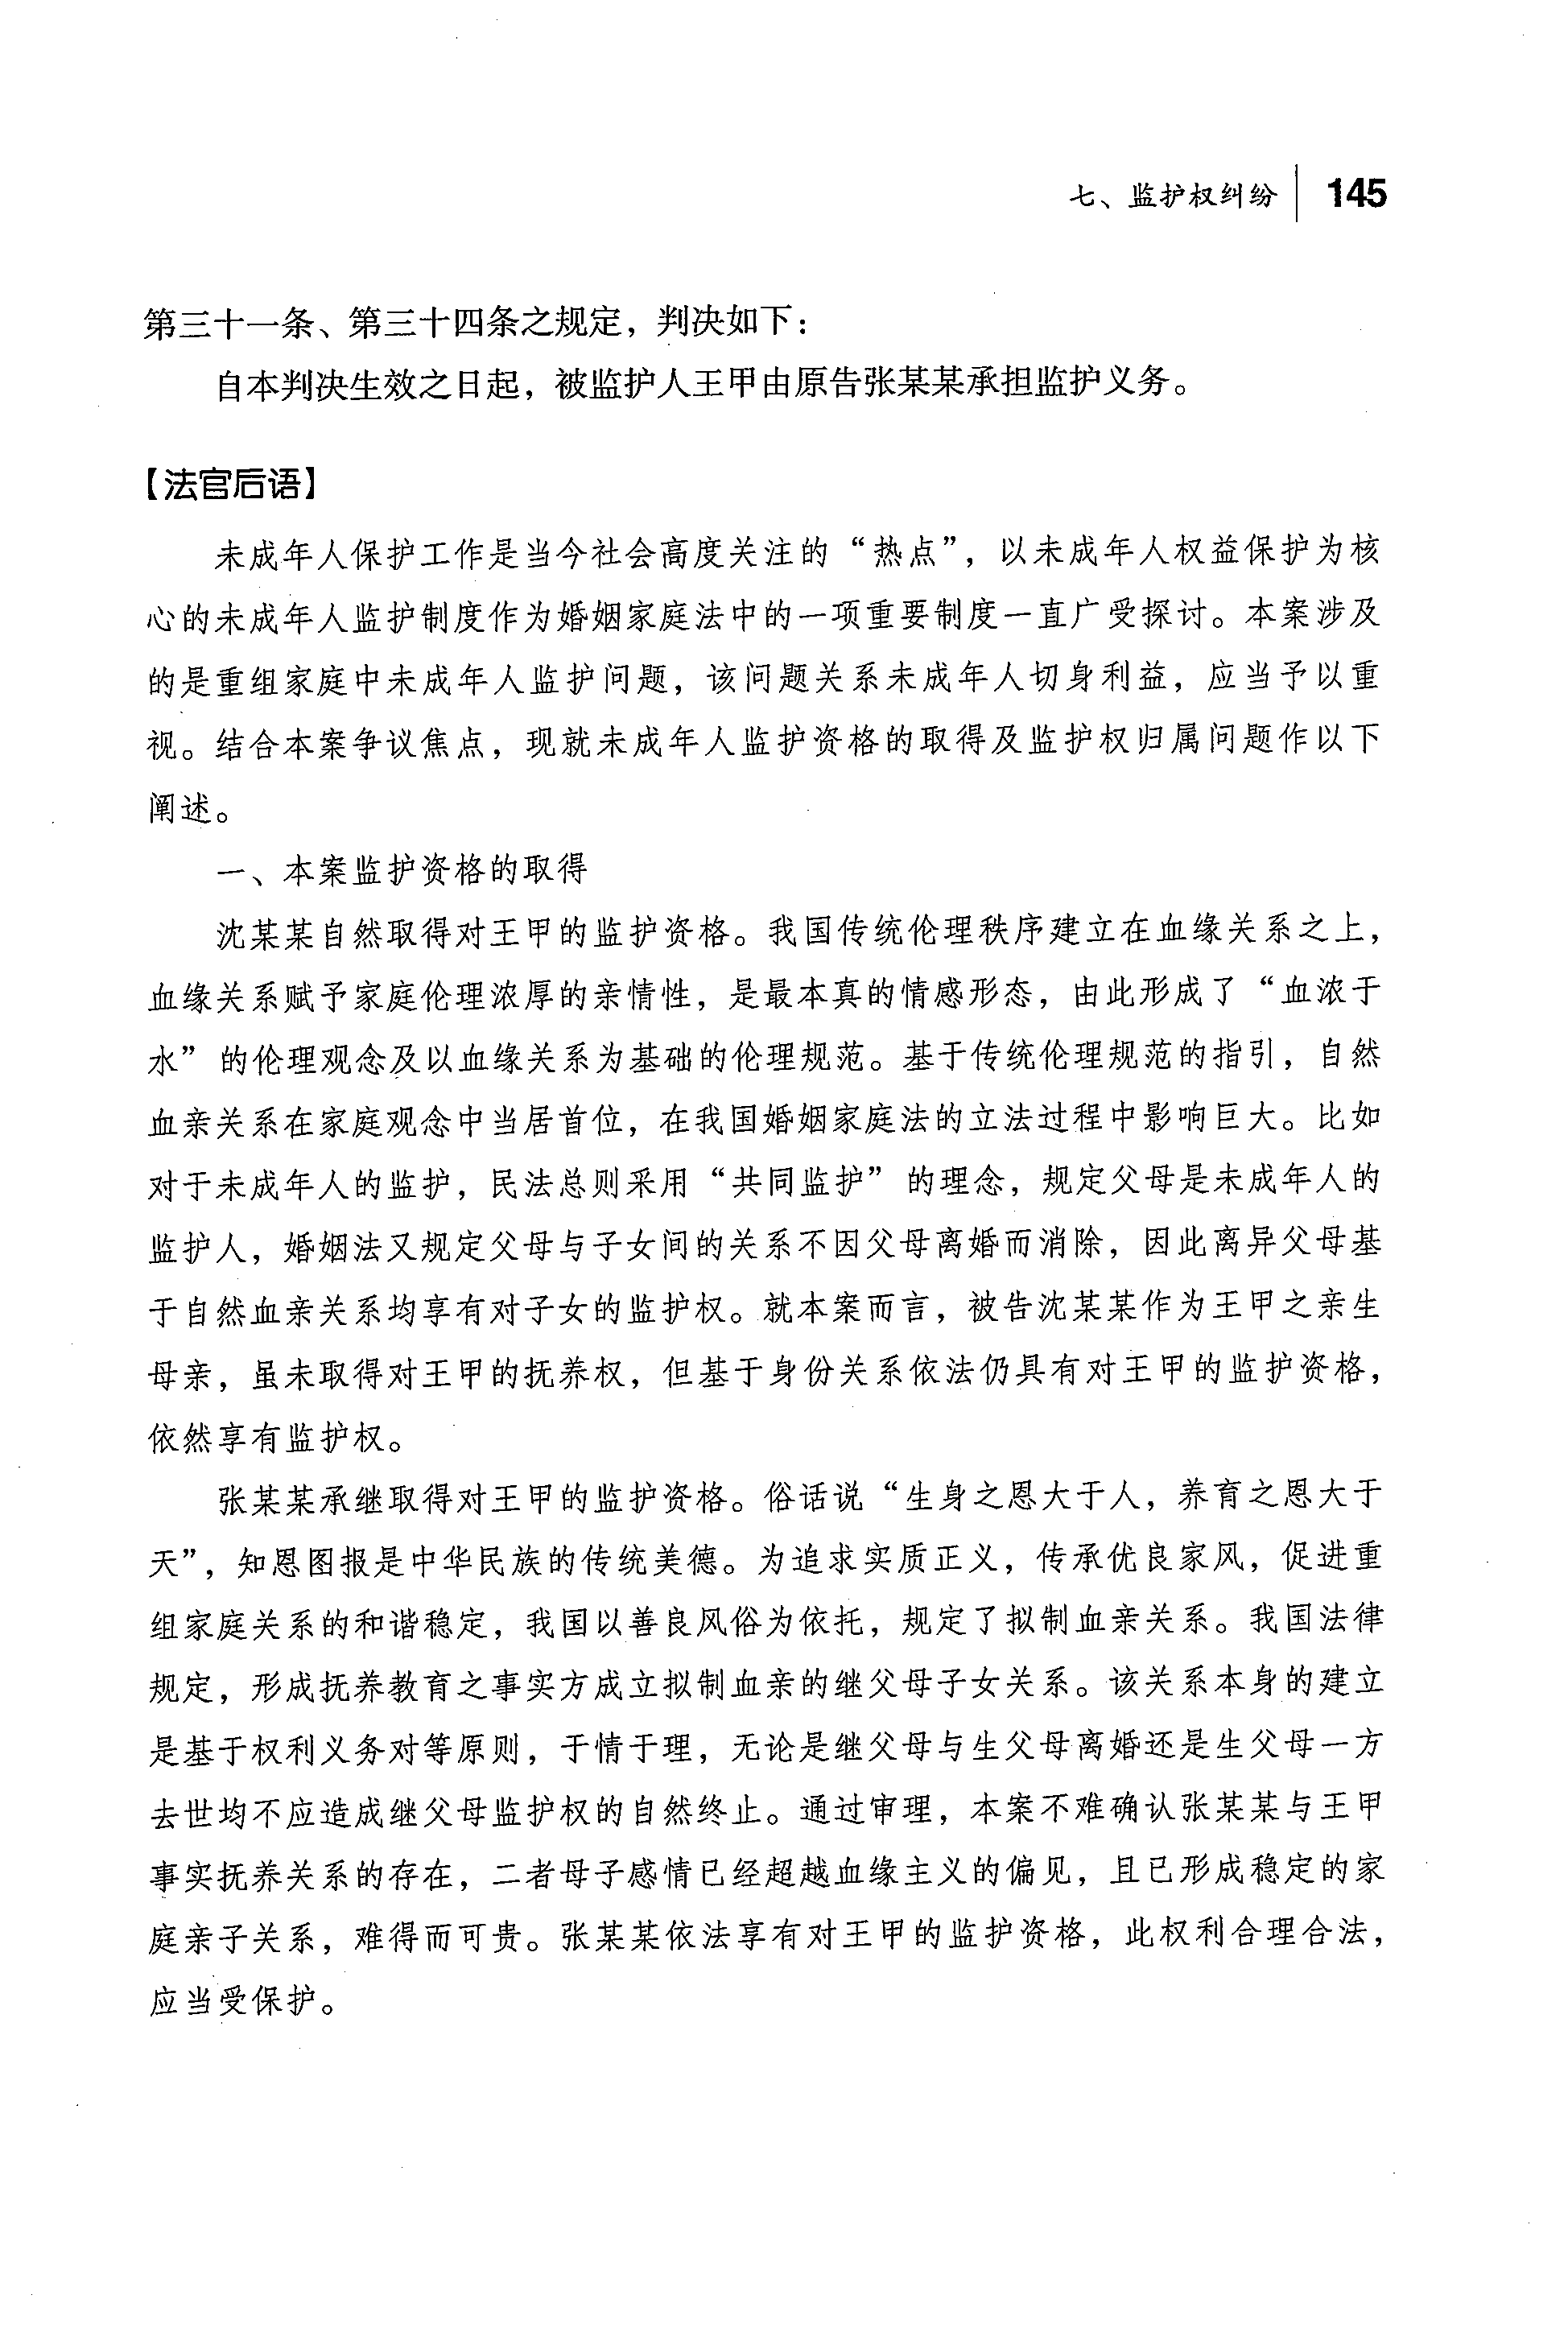 七、监护权纠纷 145
第三十一条、第三十四条之规定，判决如下：
自本判决生效之日起，被监护人王甲由原告张某某承担监护义务。
【法官后语】
未成年人保护工作是当今社会高度关注的“热点”，以未成年人权益保护为核
心的未成年人监护制度作为婚姻家庭法中的一项重要制度一直广受探讨。本案涉及
的是重组家庭中未成年人监护问题，该问题关系未成年人切身利益，应当予以重
视。结合本案争议焦点，现就未成年人监护资格的取得及监护权归属问题作以下
阐述。
一、本案监护资格的取得
沈某某自然取得对王甲的监护资格。我国传统伦理秩序建立在血缘关系之上，
血缘关系赋予家庭伦理浓厚的亲情性，是最本真的情感形态，由此形成了“血浓于
水”的伦理观念及以血缘关系为基础的伦理规范。基于传统伦理规范的指引，自然
血亲关系在家庭观念中当居首位，在我国婚姻家庭法的立法过程中影响巨大。比如
对于未成年人的监护，民法总则采用“共同监护”的理念，规定父母是未成年人的
监护人，婚姻法又规定父母与子女间的关系不因父母离婚而消除，因此离异父母基
于自然血亲关系均享有对子女的监护权。就本案而言，被告沈某某作为王甲之亲生
母亲，虽未取得对王甲的抚养权，但基于身份关系依法仍具有对王甲的监护资格，
依然享有监护权。
张某某承继取得对王甲的监护资格。俗话说“生身之恩大于人，养育之恩大于
天”，知恩图报是中华民族的传统美德。为追求实质正义，传承优良家风，促进重
组家庭关系的和谐稳定，我国以善良风俗为依托，规定了拟制血亲关系。我国法律
规定，形成抚养教育之事实方成立拟制血亲的继父母子女关系。该关系本身的建立
是基于权利义务对等原则，于情于理，无论是继父母与生父母离婚还是生父母一方
去世均不应造成继父母监护权的自然终止。通过审理，本案不难确认张某某与王甲
事实抚养关系的存在，二者母子感情已经超越血缘主义的偏见，且已形成稳定的家
庭亲子关系，难得而可贵。张某某依法享有对王甲的监护资格，此权利合理合法，
应当受保护。